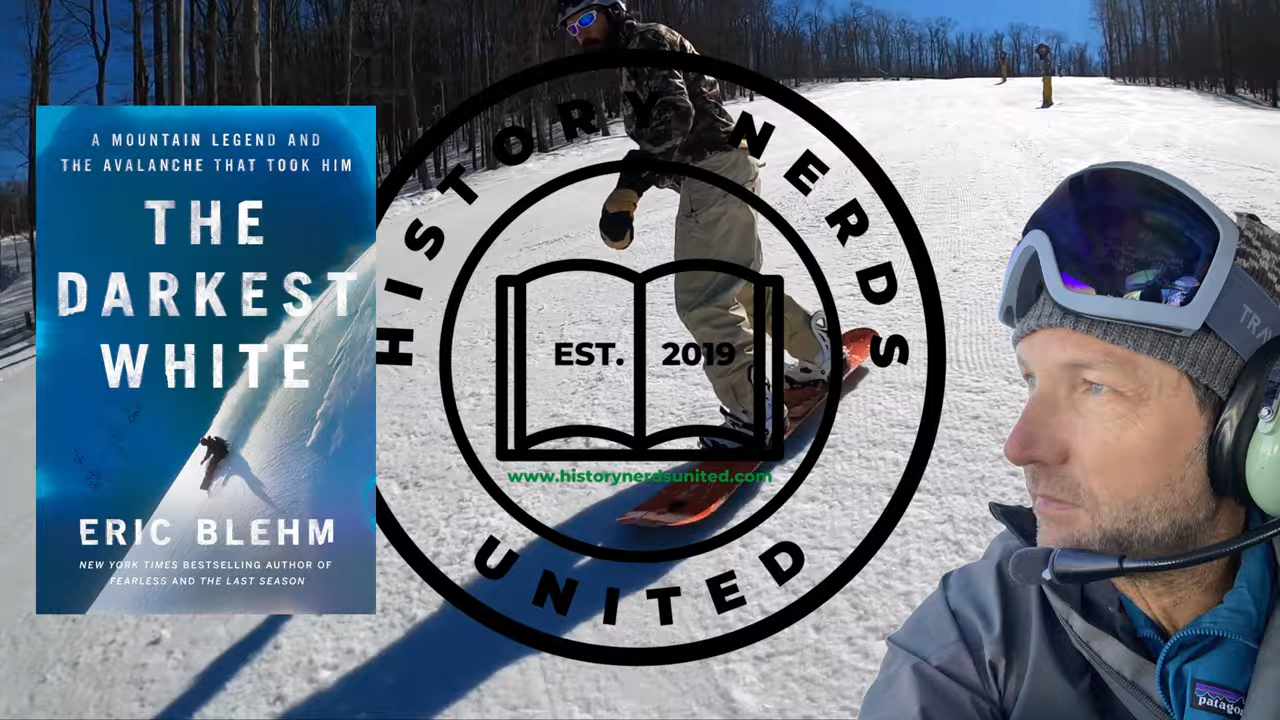 A MOUNTAIN LEGEND AND
THE AVALANCHE THAT TOOK HIM
THE
DARKEST
WHITE
ERIC BLEHM
NEW YORK TIMES BESTSELLING AUTHOR OF
FEARLESS AND THE LAST SEASON
HISTORY NERDS
EST. 2019
www.historynerdsunited.com
UNITED